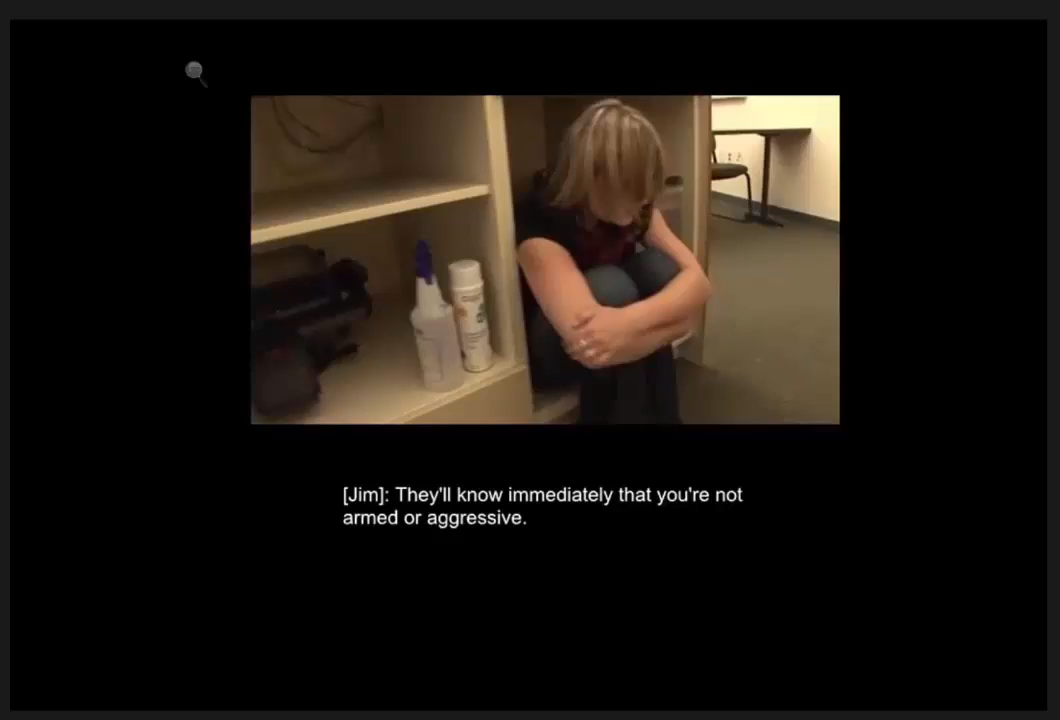 [Jim]: They'll know immediately that you're not
armed or aggressive.